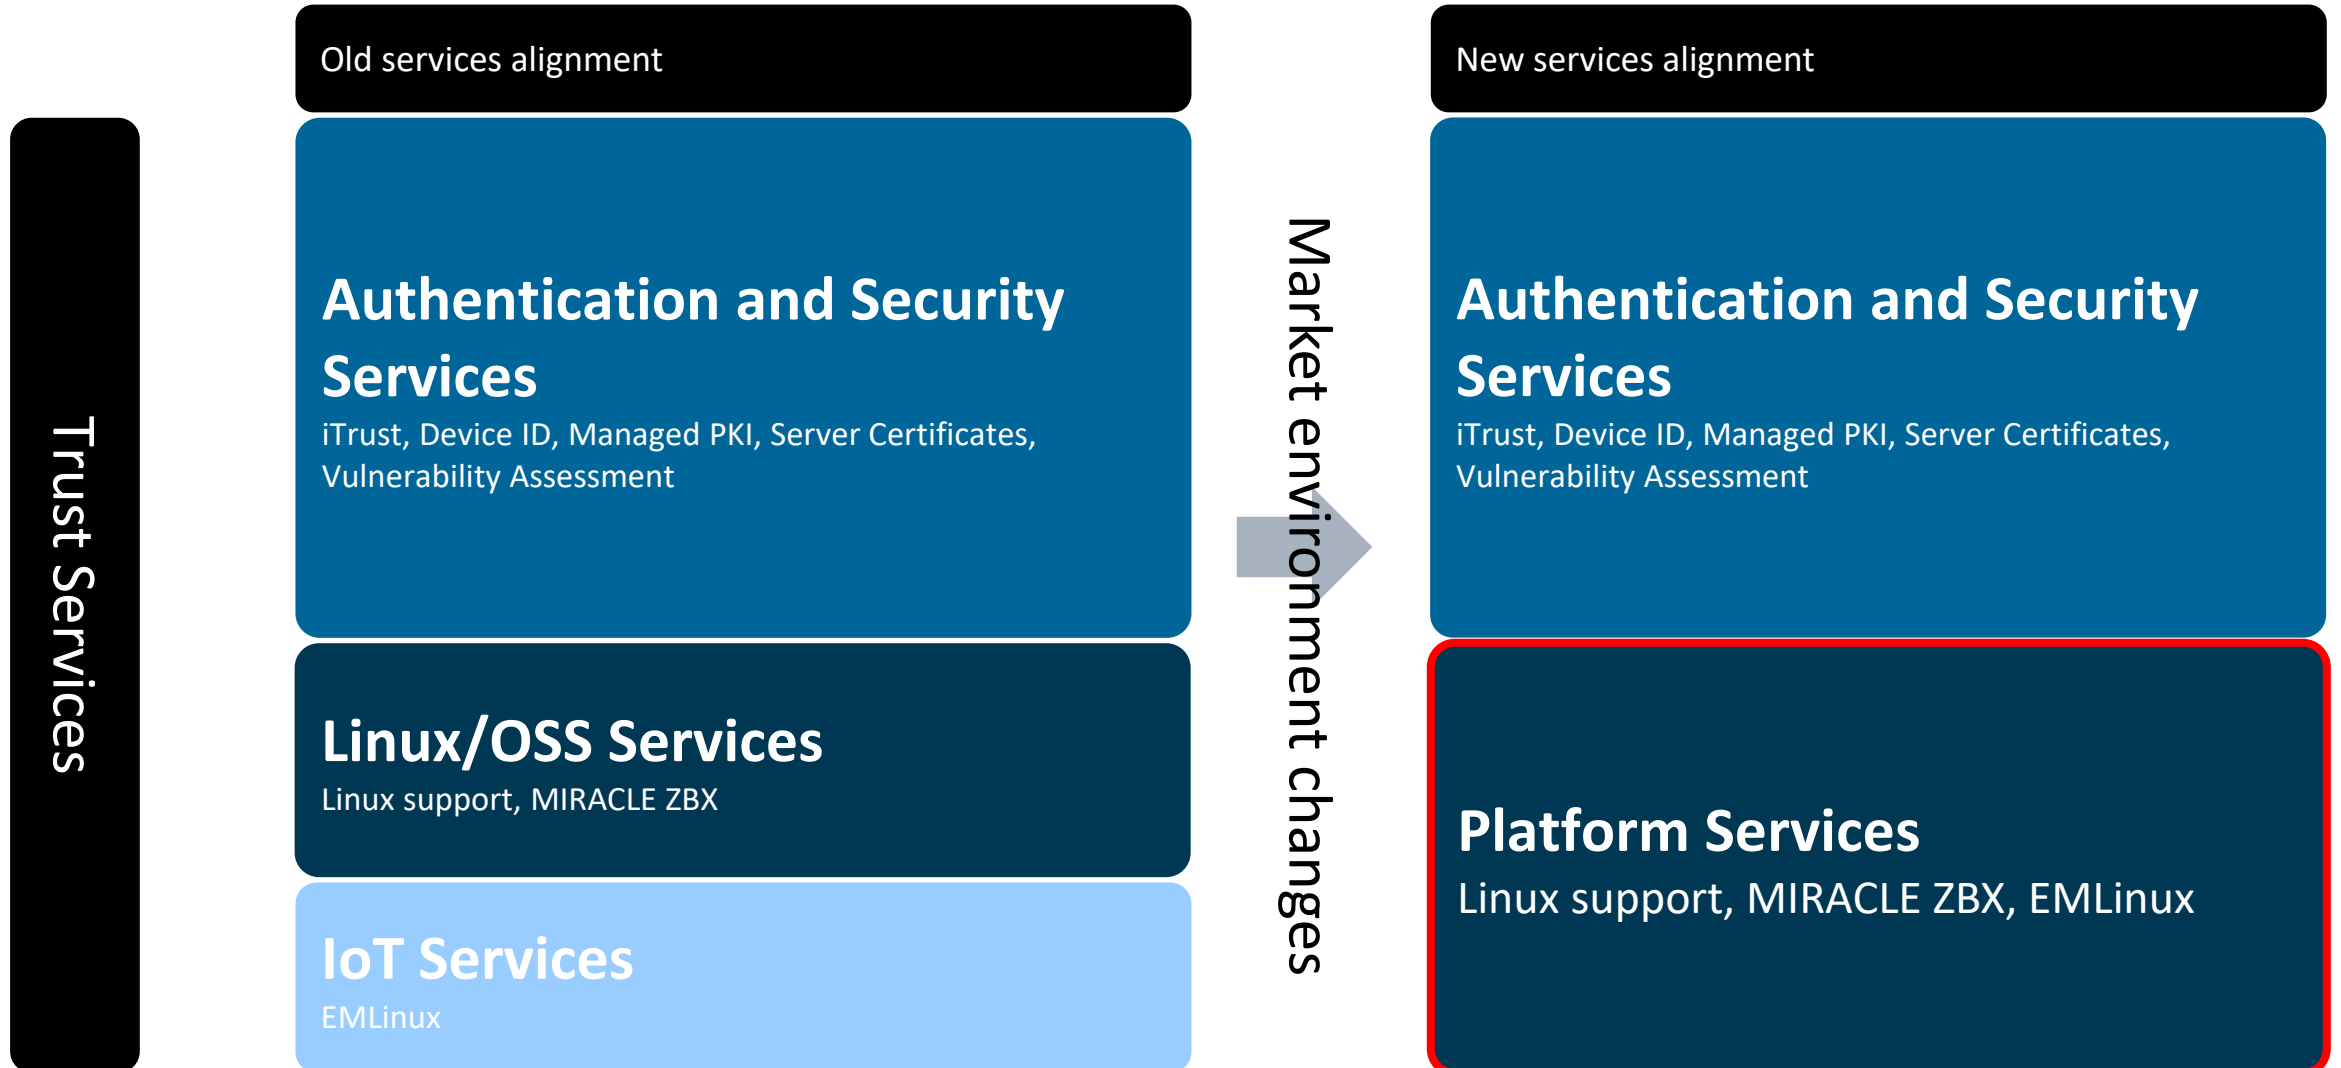 Old services alignment
New services alignment
Trust Services
Authentication and Security
Services
iTrust, Device ID, Managed PKI, Server Certificates,
Vulnerability Assessment
Linux/OSS Services
Linux support, MIRACLE ZBX
IoT Services
EMLinux
Market environment changes
Authentication and Security
Services
iTrust, Device ID, Managed PKI, Server Certificates,
Vulnerability Assessment
Platform Services
Linux support, MIRACLE ZBX, EMLinux